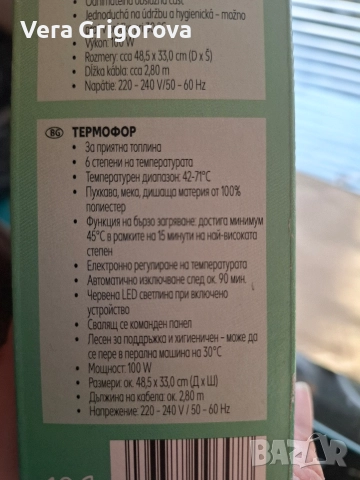 Vera Grigorova
Jednoduchá na údržbu a hygienická – možno
Výkon: 100 W
Rozmery: cca 48,5 x 33,0 cm (D x Š)
Dĺžka kábla: cca 2,80 m
Napätie: 220 - 240 V/50 - 60 Hz
BG ТЕРМОФОР
• За приятна топлина
• 6 степени на температурата
• Температурен диапазон: 42-71°C
• Пухкава, мека, дишаща материя от 100%
полиестер
• Функция на бързо загряване: достига минимум
45°C в рамките на 15 минути на най-високата
степен
• Електронно регулиране на температурата
• Автоматично изключване след ок. 90 мин.
• Червена LED светлина при включено
устройство
• Сваляща се команден панел
• Лесен за поддръжка и хигиеничен – може да
се пере в перална машина на 30°C
• Мощност: 100 W
• Размери: ок. 48,5 x 33,0 cm (Д x Ш)
• Дължина на кабела: ок. 2,80 m
• Напрежение: 220 - 240 V / 50 - 60 Hz
BAZAR